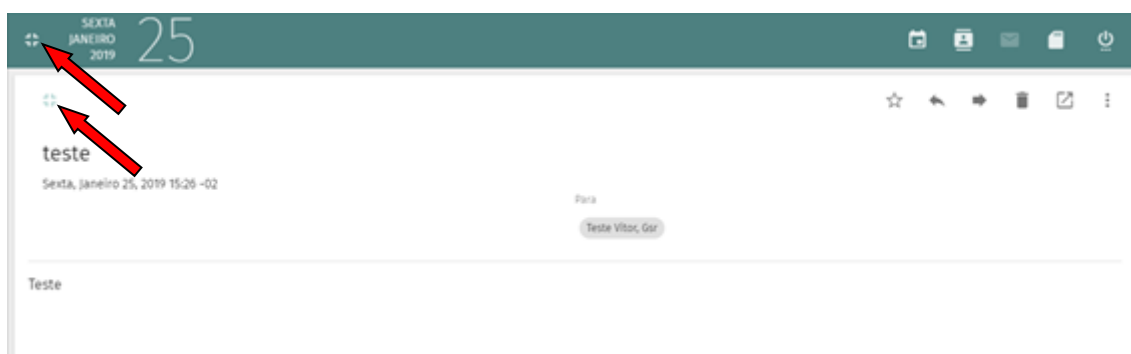 SEXTA
JANEIRO
2019
25
teste
Sexta, Janeiro 25, 2019 15:26 -02
Para
Teste Vitor, Gsr
Teste